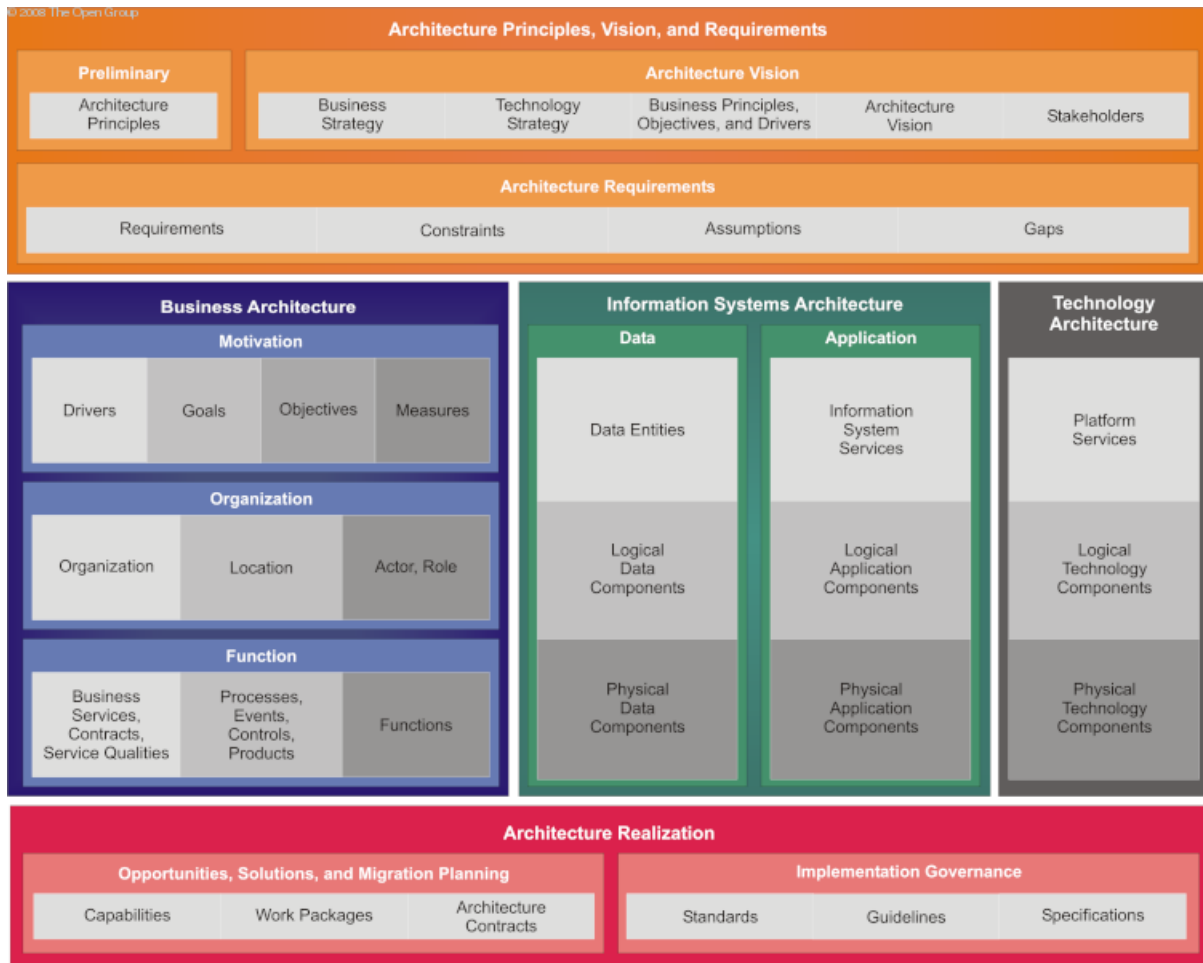 © 2008 The Open Group
Architecture Principles, Vision, and Requirements
Preliminary
Architecture
Principles
Architecture Vision
Business
Strategy
Technology
Strategy
Business Principles,
Objectives, and Drivers
Architecture
Vision
Stakeholders
Architecture Requirements
Requirements
Constraints
Assumptions
Gaps
Business Architecture
Motivation
Drivers
Goals
Objectives
Measures
Organization
Organization
Location
Actor, Role
Function
Business
Services,
Contracts,
Service Qualities
Processes,
Events,
Controls,
Products
Functions
Information Systems Architecture
Data
Data Entities
Logical
Data
Components
Physical
Data
Components
Application
Information
System
Services
Logical
Application
Components
Physical
Application
Components
Technology
Architecture
Platform
Services
Logical
Technology
Components
Physical
Technology
Components
Architecture Realization
Opportunities, Solutions, and Migration Planning
Capabilities
Work Packages
Architecture
Contracts
Implementation Governance
Standards
Guidelines
Specifications